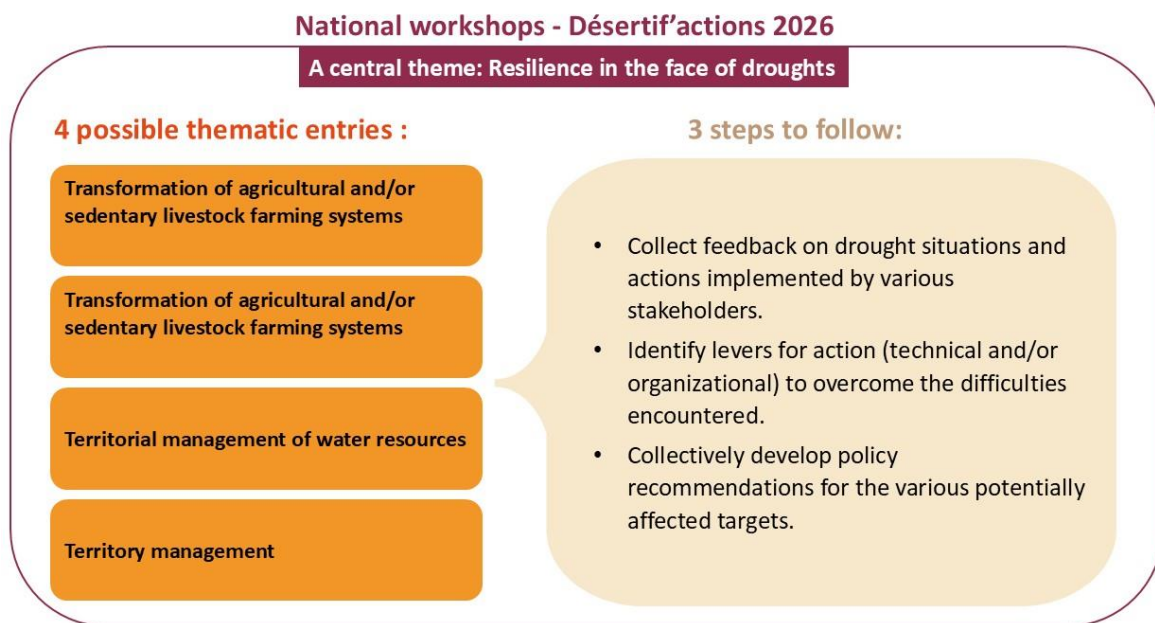 National workshops - Désertif’actions 2026
A central theme: Resilience in the face of droughts
4 possible thematic entries :
Transformation of agricultural and/or
sedentary livestock farming systems
Transformation of agricultural and/or
sedentary livestock farming systems
Territorial management of water resources
Territory management
3 steps to follow:
• Collect feedback on drought situations and
actions implemented by various
stakeholders.
• Identify levers for action (technical and/or
organizational) to overcome the difficulties
encountered.
• Collectively develop policy
recommendations for the various potentially
affected targets.